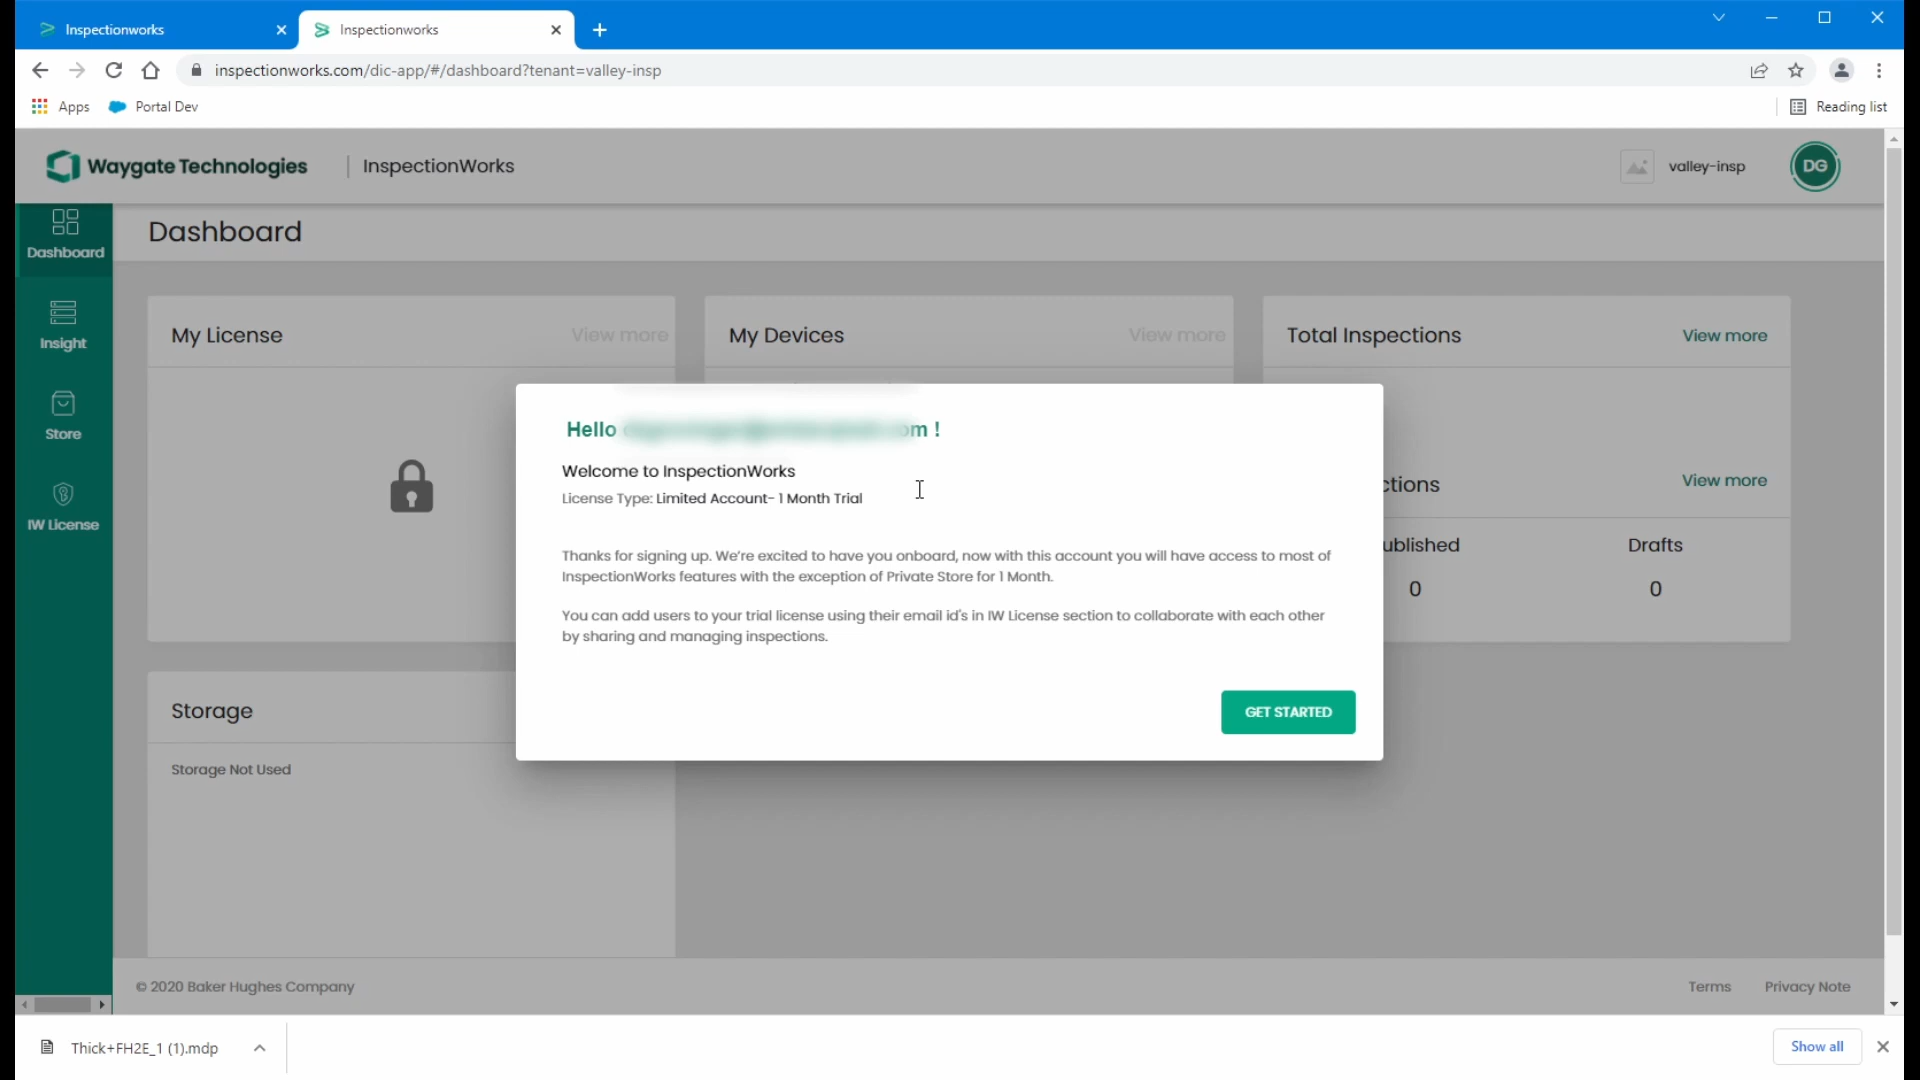 Inspectionworks
Inspectionworks
inspectionworks.com/dic-app/#/dashboard?tenant=valley-insp
Apps
Portal Dev
Reading list
Waygate Technologies
InspectionWorks
valley-insp
DG
Dashboard
Insight
Store
IW License
Dashboard
My License
View more
My Devices
View more
Total Inspections
View more
ctions
View more
ublished
Drafts
0
0
Hello om !
Welcome to InspectionWorks
License Type: Limited Account- 1 Month Trial
Thanks for signing up. We're excited to have you onboard, now with this account you will have access to most of
InspectionWorks features with the exception of Private Store for 1 Month.
You can add users to your trial license using their email id's in IW License section to collaborate with each other
by sharing and managing inspections.
GET STARTED
Storage
Storage Not Used
© 2020 Baker Hughes Company
Terms
Privacy Note
Thick+FH2E_1 (1).mdp
Show all